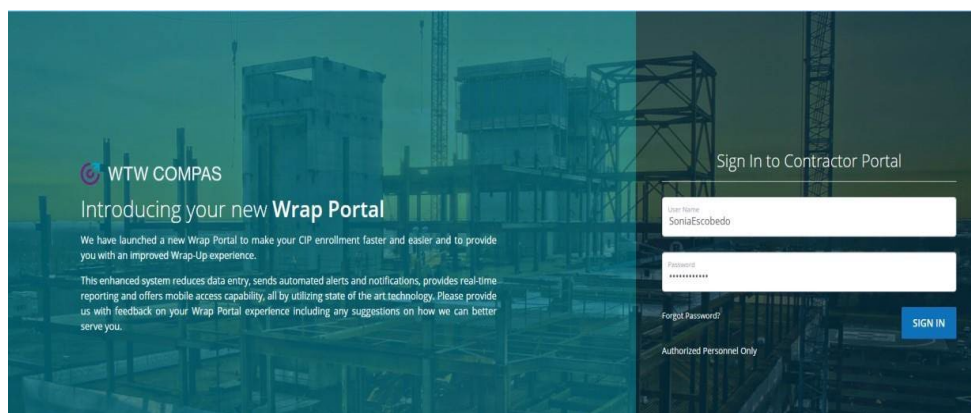 WTW COMPAS
Introducing your new Wrap Portal
We have launched a new Wrap Portal to make your CIP enrollment faster and easier and to provide
you with an improved Wrap-Up experience.
This enhanced system reduces data entry, sends automated alerts and notifications, provides real-time
reporting and offers mobile access capability, all by utilizing state of the art technology. Please provide
us with feedback on your Wrap Portal experience including any suggestions on how we can better
serve you.
Sign In to Contractor Portal
User Name
SoniaEscobedo
Password
••••••••••••
Forgot Password?
SIGN IN
Authorized Personnel Only